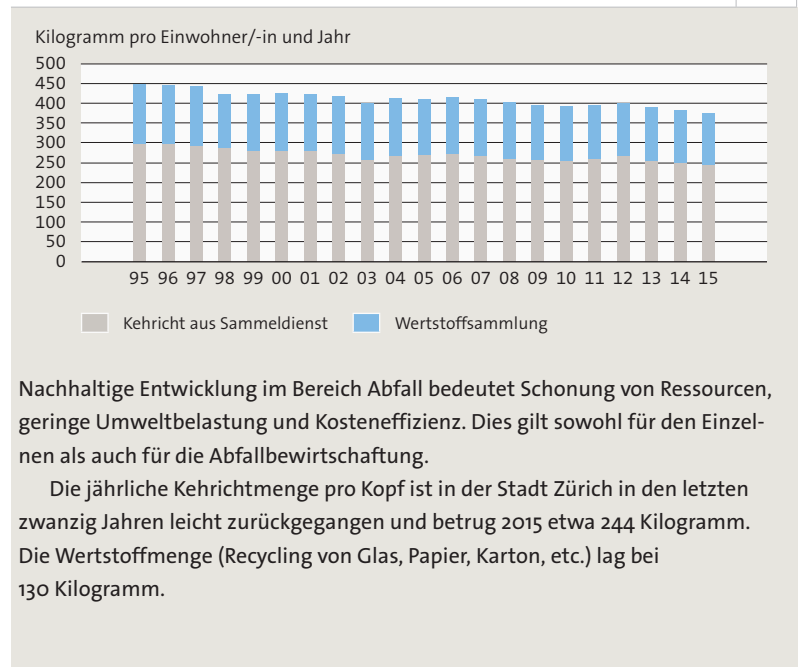 Kilogramm pro Einwohner/-in und Jahr
500
450
400
350
300
250
200
150
100
50
0
95 96 97 98 99 00 01 02 03 04 05 06 07 08 09 10 11 12 13 14 15
Kehricht aus Sammeldienst Wertstoffsammlung
Nachhaltige Entwicklung im Bereich Abfall bedeutet Schonung von Ressourcen,
geringe Umweltbelastung und Kosteneffizienz. Dies gilt sowohl für den Einzel-
nen als auch für die Abfallbewirtschaftung.
Die jährliche Kehrichtmenge pro Kopf ist in der Stadt Zürich in den letzten
zwanzig Jahren leicht zurückgegangen und betrug 2015 etwa 244 Kilogramm.
Die Wertstoffmenge (Recycling von Glas, Papier, Karton, etc.) lag bei
130 Kilogramm.